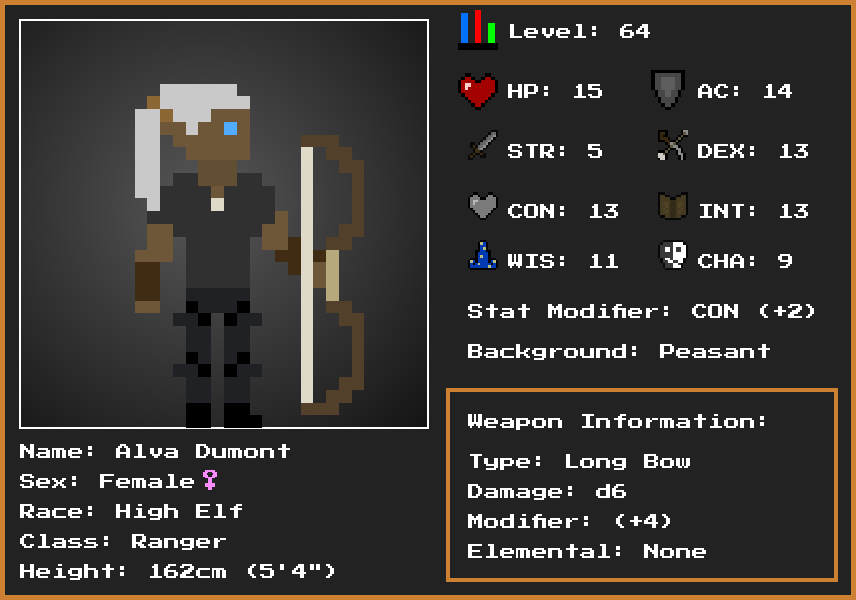 Level: 64
HP: 15
AC: 14
STR: 5
DEX: 13
CON: 13
INT: 13
WIS: 11
CHA: 9
Stat Modifier: CON (+2)
Background: Peasant
Weapon Information:
Type: Long Bow
Damage: d6
Modifier: (+4)
Elemental: None
Name: Alva Dumont
Sex: Female♀
Race: High Elf
Class: Ranger
Height: 162cm (5'4")